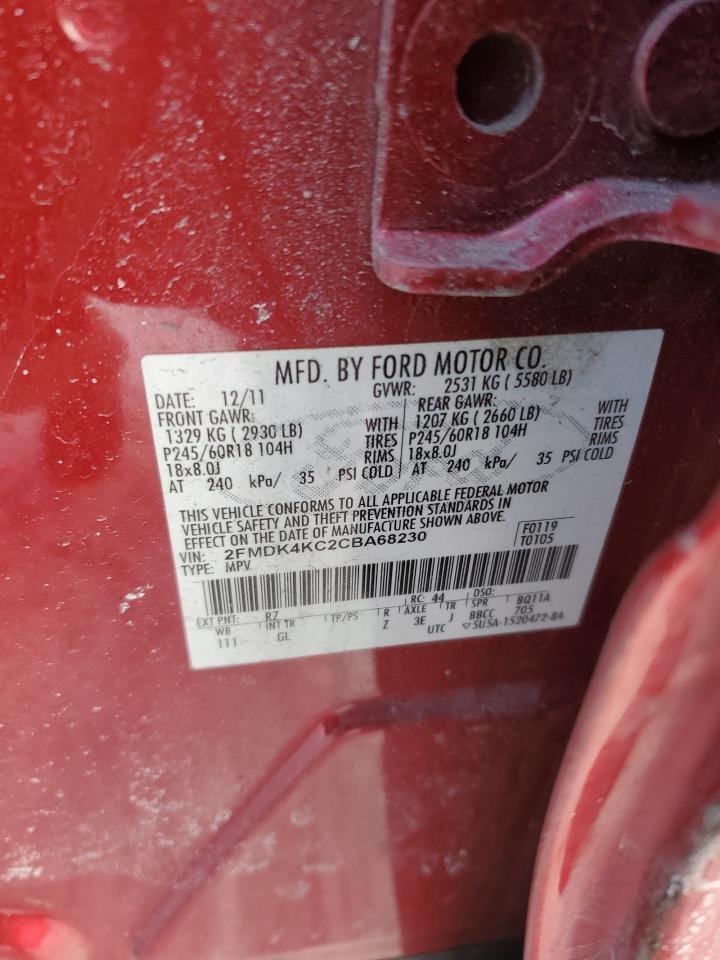 MFD. BY FORD MOTOR CO.
DATE: 12/11 GVWR: 2531 KG ( 5580 LB)
FRONT GAWR: REAR GAWR:
1329 KG ( 2930 LB) WITH 1207 KG ( 2660 LB) WITH
P245/60R18 104H TIRES P245/60R18 104H TIRES
18x8.0J RIMS 18x8.0J RIMS
AT 240 kPa/ 35 PSI COLD AT 240 kPa/ 35 PSI COLD
THIS VEHICLE CONFORMS TO ALL APPLICABLE FEDERAL MOTOR
VEHICLE SAFETY AND THEFT PREVENTION STANDARDS IN
EFFECT ON THE DATE OF MANUFACTURE SHOWN ABOVE.
VIN: 2FMDK4KC2CBA68230 F0119
TYPE: MPV T0105
EXT PNT: R7 RC: 44 DSO:
WB INT TR TP/PS R AXLE TR SPR BQ11A
111 GL Z 3E J BBCC 705
UTC ▽5U5A-1520472-BA